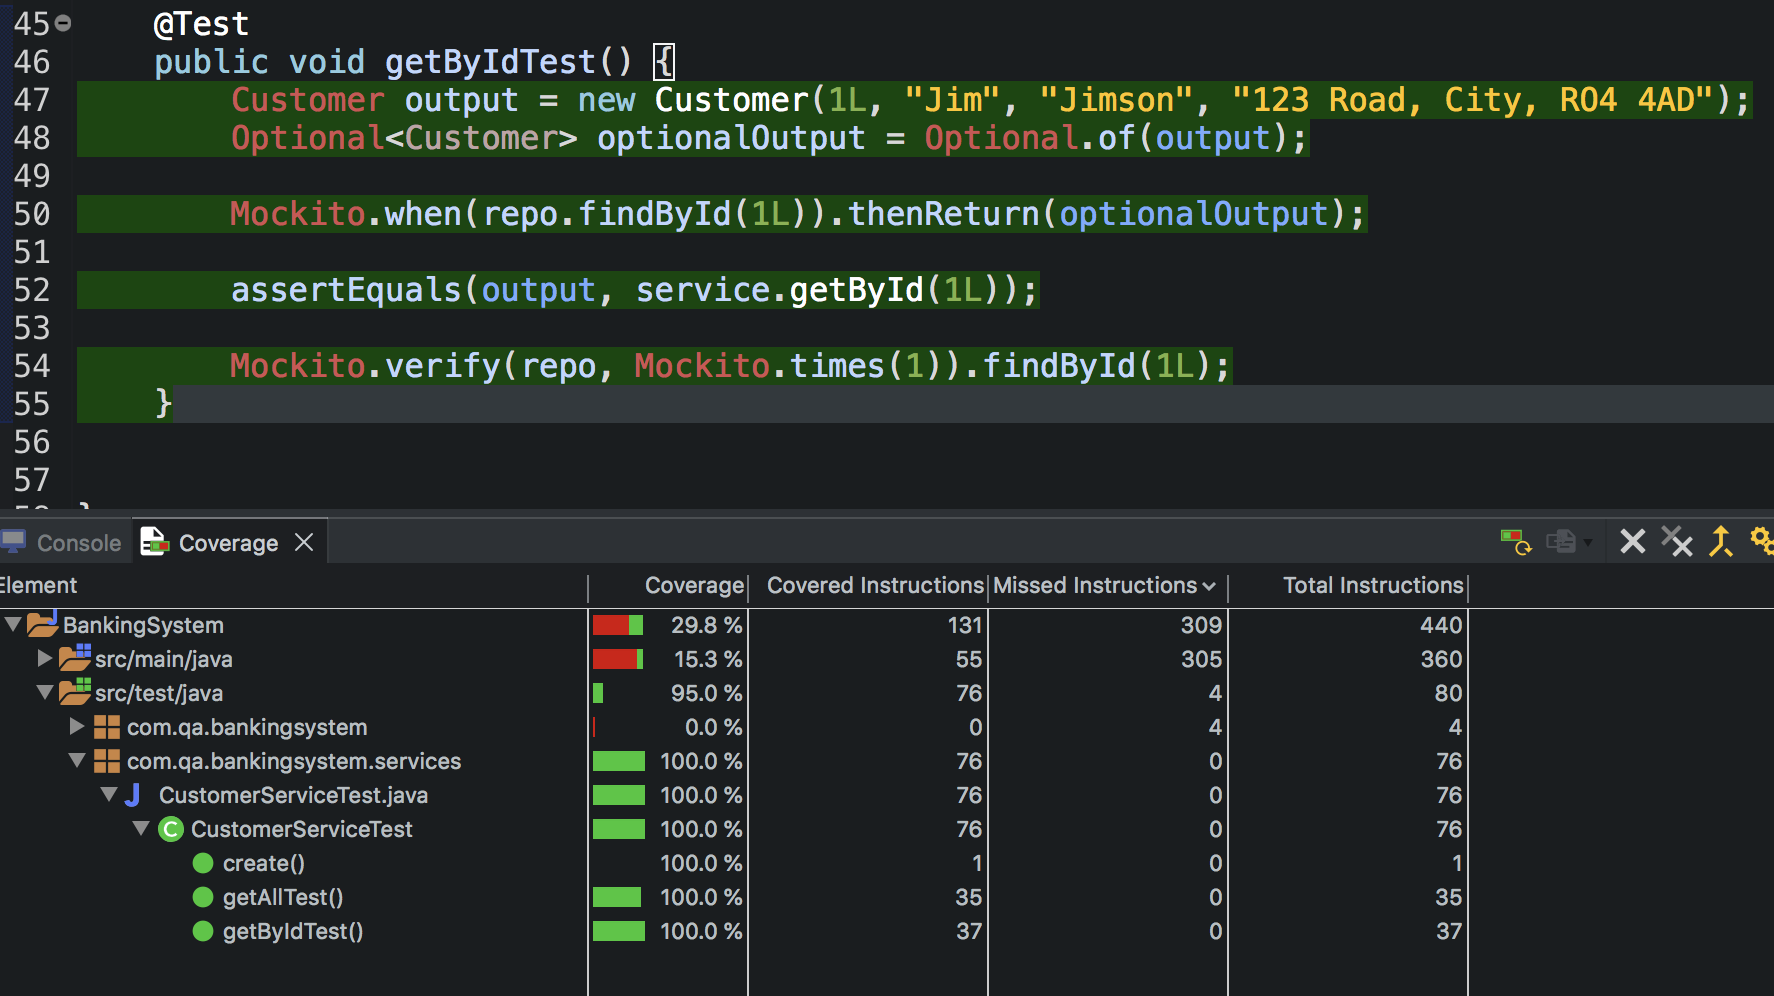 45 @Test
46 public void getByIdTest() {
47 Customer output = new Customer(1L, "Jim", "Jimson", "123 Road, City, RO4 4AD");
48 Optional<Customer> optionalOutput = Optional.of(output);
49
50 Mockito.when(repo.findById(1L)).thenReturn(optionalOutput);
51
52 assertEquals(output, service.getById(1L));
53
54 Mockito.verify(repo, Mockito.times(1)).findById(1L);
55 }
56
57
Console Coverage
Element Coverage Covered Instructions Missed Instructions Total Instructions
BankingSystem 29.8 % 131 309 440
src/main/java 15.3 % 55 305 360
src/test/java 95.0 % 76 4 80
com.qa.bankingsystem 0.0 % 0 4 4
com.qa.bankingsystem.services 100.0 % 76 0 76
J CustomerServiceTest.java 100.0 % 76 0 76
C CustomerServiceTest 100.0 % 76 0 76
create() 100.0 % 1 0 1
getAllTest() 100.0 % 35 0 35
getByIdTest() 100.0 % 37 0 37